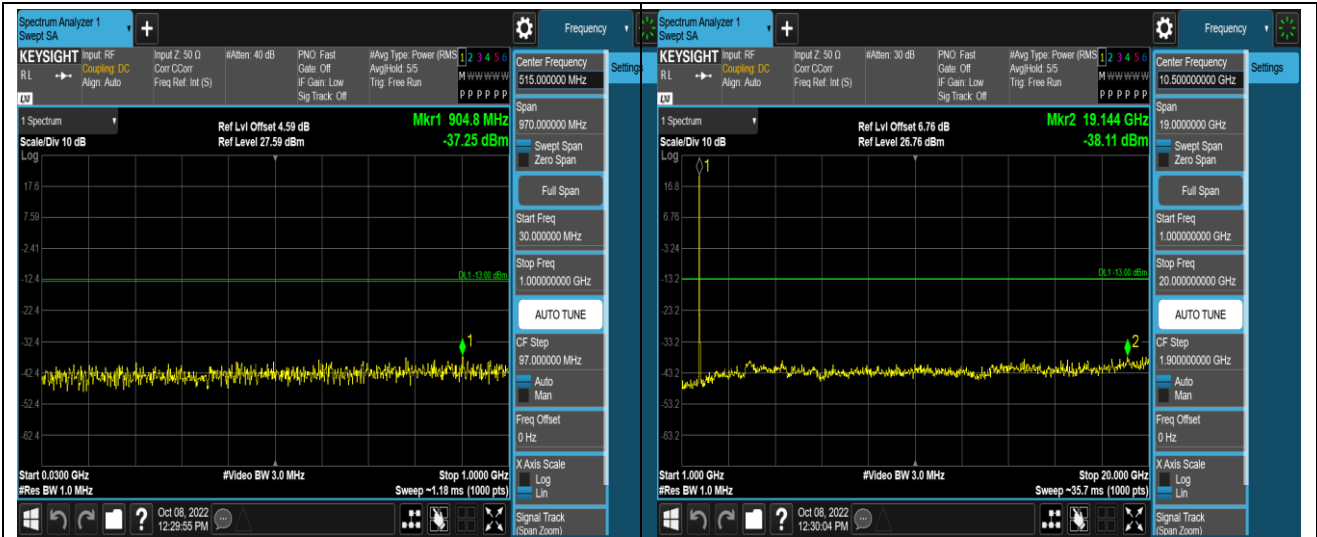 Spectrum Analyzer 1
Swept SA
+
Frequency
KEYSIGHT
RL
LXI
Input: RF
Coupling: DC
Align: Auto
Input Z: 50 Ω
Corr CCorr
Freq Ref: Int (S)
#Atten: 40 dB
PNO: Fast
Gate: Off
IF Gain: Low
Sig Track: Off
#Avg Type: Power (RMS
Avg|Hold: 5/5
Trig: Free Run
1 2 3 4 5 6
M W W W W W
P P P P P P
1 Spectrum
Scale/Div 10 dB
Log
Ref Lvl Offset 4.59 dB
Ref Level 27.59 dBm
Mkr1 904.8 MHz
-37.25 dBm
17.6
7.59
-2.41
-12.4
-22.4
-32.4
-42.4
-52.4
-62.4
DL1 -13.00 dBm
1
Start 0.0300 GHz
#Res BW 1.0 MHz
#Video BW 3.0 MHz
Stop 1.0000 GHz
Sweep ~1.18 ms (1000 pts)
Center Frequency
515.000000 MHz
Settings
Span
970.000000 MHz
Swept Span
Zero Span
Full Span
Start Freq
30.000000 MHz
Stop Freq
1.000000000 GHz
AUTO TUNE
CF Step
97.000000 MHz
Auto
Man
Freq Offset
0 Hz
X Axis Scale
Log
Lin
Signal Track
(Span Zoom)
?
Oct 08, 2022
12:29:55 PM
Spectrum Analyzer 1
Swept SA
+
Frequency
KEYSIGHT
RL
LXI
Input: RF
Coupling: DC
Align: Auto
Input Z: 50 Ω
Corr CCorr
Freq Ref: Int (S)
#Atten: 30 dB
PNO: Fast
Gate: Off
IF Gain: Low
Sig Track: Off
#Avg Type: Power (RMS
Avg|Hold: 5/5
Trig: Free Run
1 2 3 4 5 6
M W W W W W
P P P P P P
1 Spectrum
Scale/Div 10 dB
Log
Ref Lvl Offset 6.76 dB
Ref Level 26.76 dBm
Mkr2 19.144 GHz
-38.11 dBm
1
16.8
6.76
-3.24
-13.2
-23.2
-33.2
-43.2
-53.2
-63.2
DL1 -13.00 dBm
2
Start 1.000 GHz
#Res BW 1.0 MHz
#Video BW 3.0 MHz
Stop 20.000 GHz
Sweep ~35.7 ms (1000 pts)
Center Frequency
10.500000000 GHz
Settings
Span
19.0000000 GHz
Swept Span
Zero Span
Full Span
Start Freq
1.000000000 GHz
Stop Freq
20.000000000 GHz
AUTO TUNE
CF Step
1.900000000 GHz
Auto
Man
Freq Offset
0 Hz
X Axis Scale
Log
Lin
Signal Track
(Span Zoom)
?
Oct 08, 2022
12:30:04 PM